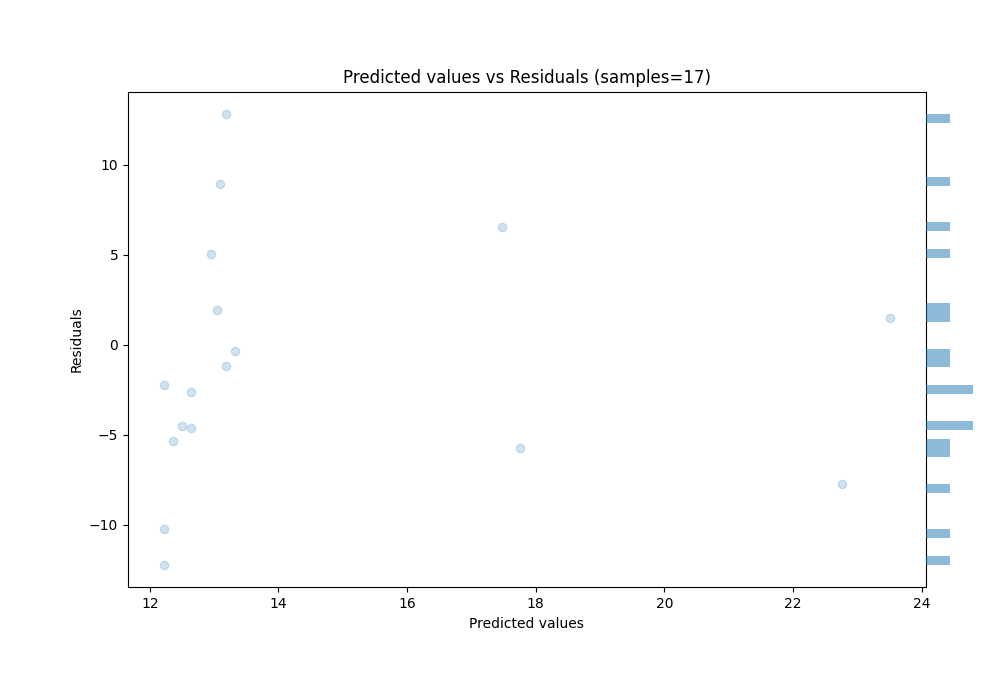 Predicted values vs Residuals (samples=17)
10
5
0
−5
−10
Residuals
12 14 16 18 20 22 24
Predicted values